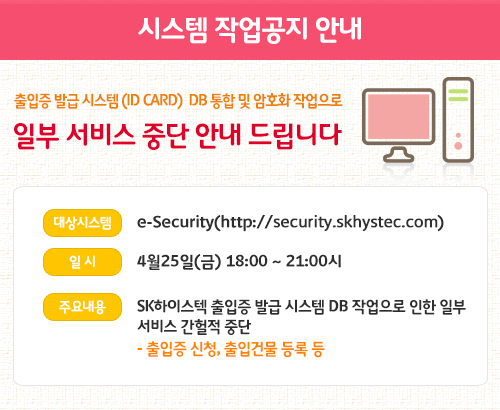 시스템 작업공지 안내
출입증 발급 시스템 (ID CARD) DB 통합 및 암호화 작업으로
일부 서비스 중단 안내 드립니다
대상시스템 e-Security(http://security.skhystec.com)
일 시 4월25일(금) 18:00 ~ 21:00시
주요내용 SK하이스텍 출입증 발급 시스템 DB 작업으로 인한 일부
서비스 간헐적 중단
- 출입증 신청, 출입건물 등록 등